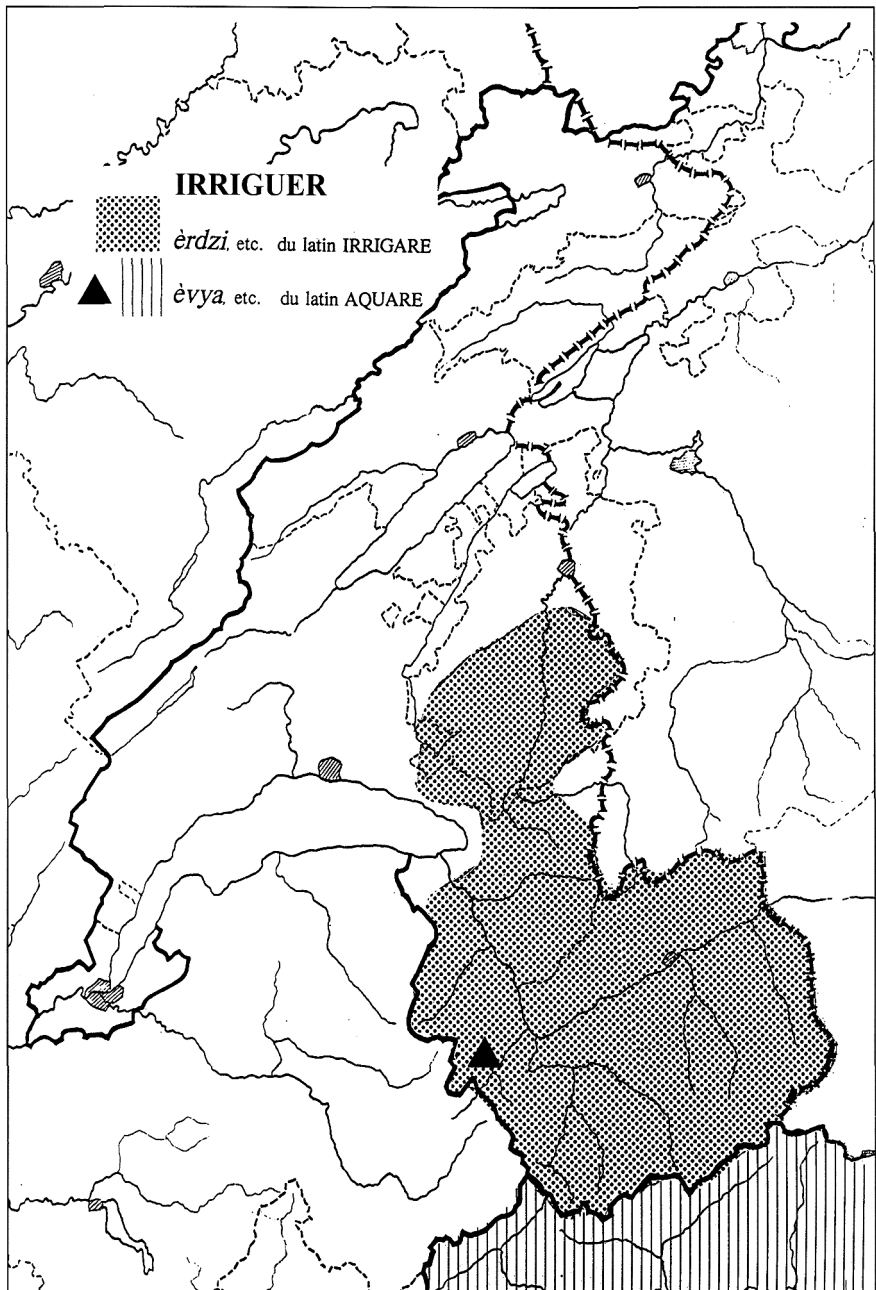 IRRIGUER
èrdzi, etc. du latin IRRIGARE
èvya, etc. du latin AQUARE